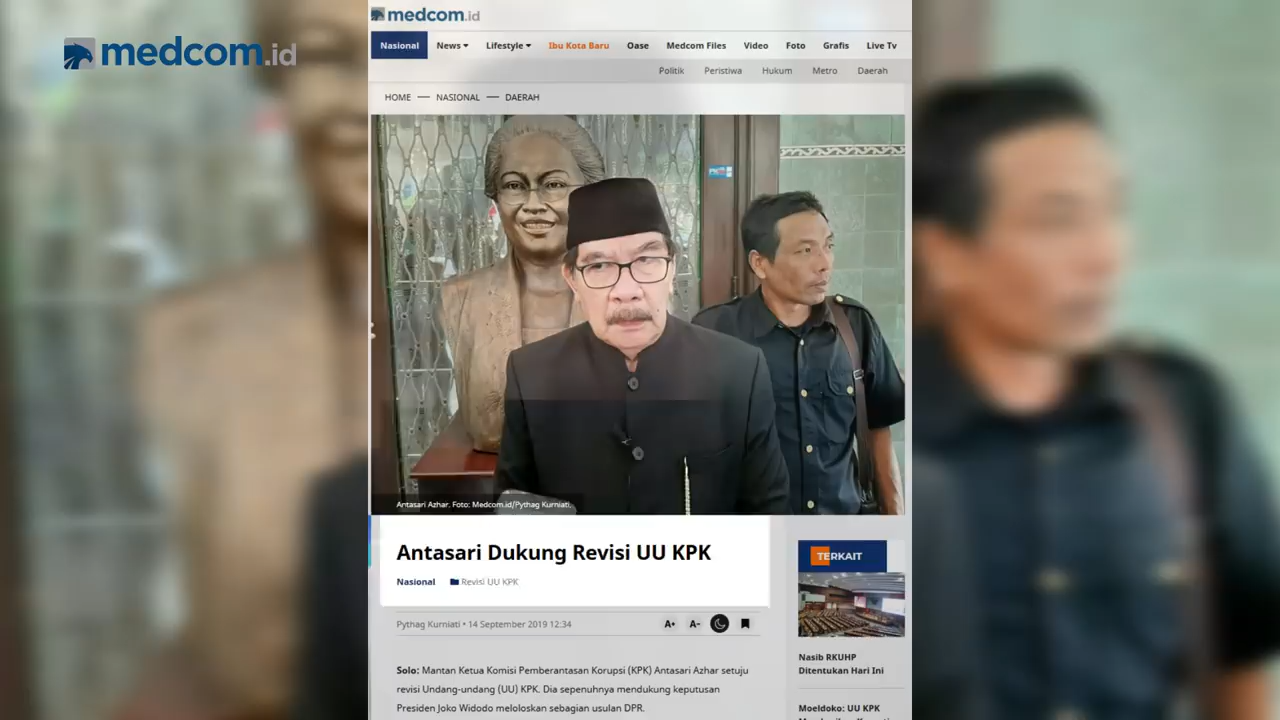 medcom.id
medcom.id
Nasional News Lifestyle Ibu Kota Baru Oase Medcom Files Video Foto Grafis Live Tv
Politik Peristiwa Hukum Metro Daerah
HOME — NASIONAL — DAERAH
Antasari Azhar. Foto: Medcom.id/Pythag Kurniati.
Antasari Dukung Revisi UU KPK
Nasional Revisi UU KPK
Pythag Kurniati • 14 September 2019 12:34
A+ A-
Solo: Mantan Ketua Komisi Pemberantasan Korupsi (KPK) Antasari Azhar setuju
revisi Undang-undang (UU) KPK. Dia sepenuhnya mendukung keputusan
Presiden Joko Widodo meloloskan sebagian usulan DPR.
TERKAIT
Nasib RKUHP
Ditentukan Hari Ini
Moeldoko: UU KPK